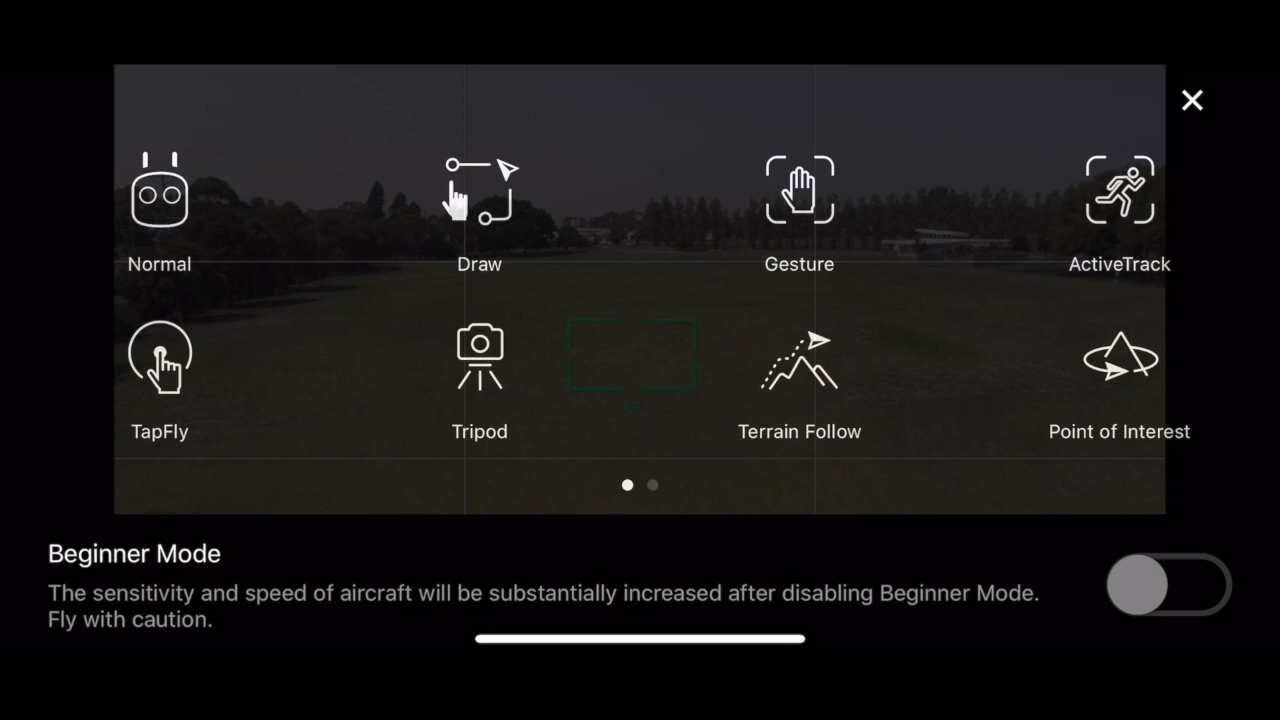 Normal
Draw
Gesture
ActiveTrack
TapFly
Tripod
AF
Terrain Follow
Point of Interest
Beginner Mode
The sensitivity and speed of aircraft will be substantially increased after disabling Beginner Mode.
Fly with caution.